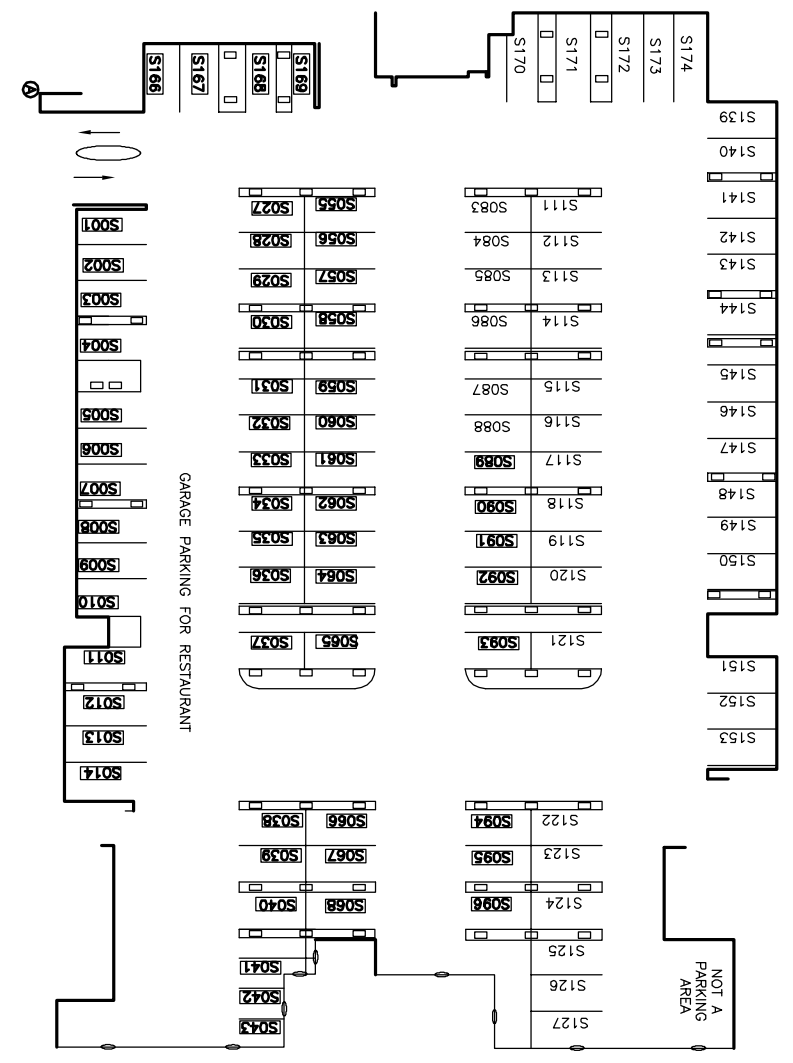 S166
S167
S168
S169
S170
S171
S172
S173
S174
A
S139
S140
S141
S142
S143
S144
S145
S146
S147
S148
S149
S150
S151
S152
S153
S001
S002
S003
S004
S005
S006
S007
S008
S009
S010
S011
S012
S013
S014
GARAGE PARKING FOR RESTAURANT
S027
S055
S028
S056
S029
S057
S030
S058
S031
S059
S032
S060
S033
S061
S034
S062
S035
S063
S036
S064
S037
S065
S038
S066
S039
S067
S040
S068
S041
S042
S043
S083
S111
S084
S112
S085
S113
S086
S114
S087
S115
S088
S116
S089
S117
S090
S118
S091
S119
S092
S120
S093
S121
S094
S122
S095
S123
S096
S124
S125
S126
S127
NOT A
PARKING
AREA